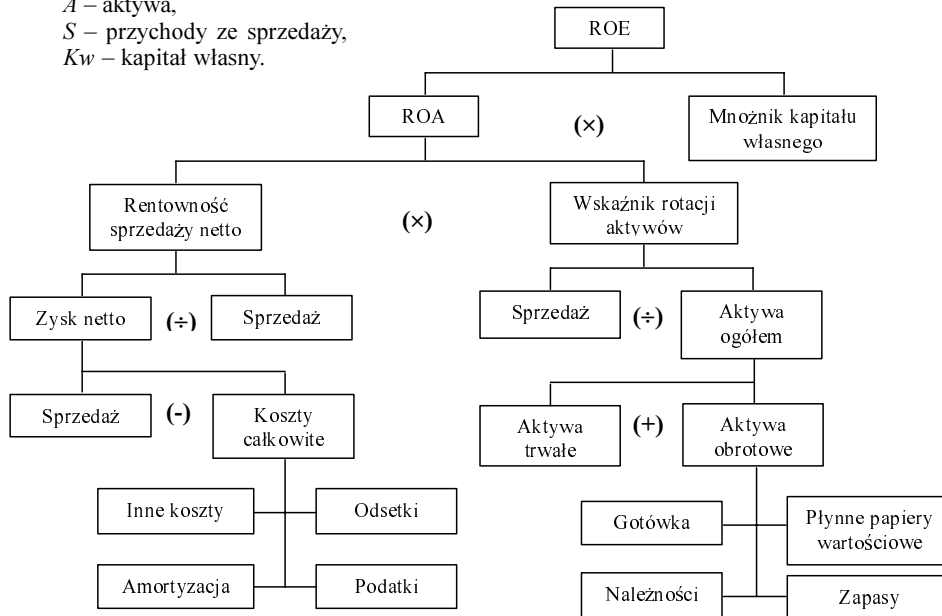 A – aktywa,
S – przychody ze sprzedaży,
Kw – kapitał własny.
ROE
ROA
(×)
Mnożnik kapitału
własnego
Rentowność
sprzedaży netto
(×)
Wskaźnik rotacji
aktywów
Zysk netto
(÷)
Sprzedaż
Sprzedaż
(÷)
Aktywa
ogółem
Sprzedaż
(-)
Koszty
całkowite
Aktywa
trwałe
(+)
Aktywa
obrotowe
Inne koszty
Odsetki
Gotówka
Płynne papiery
wartościowe
Amortyzacja
Podatki
Należności
Zapasy